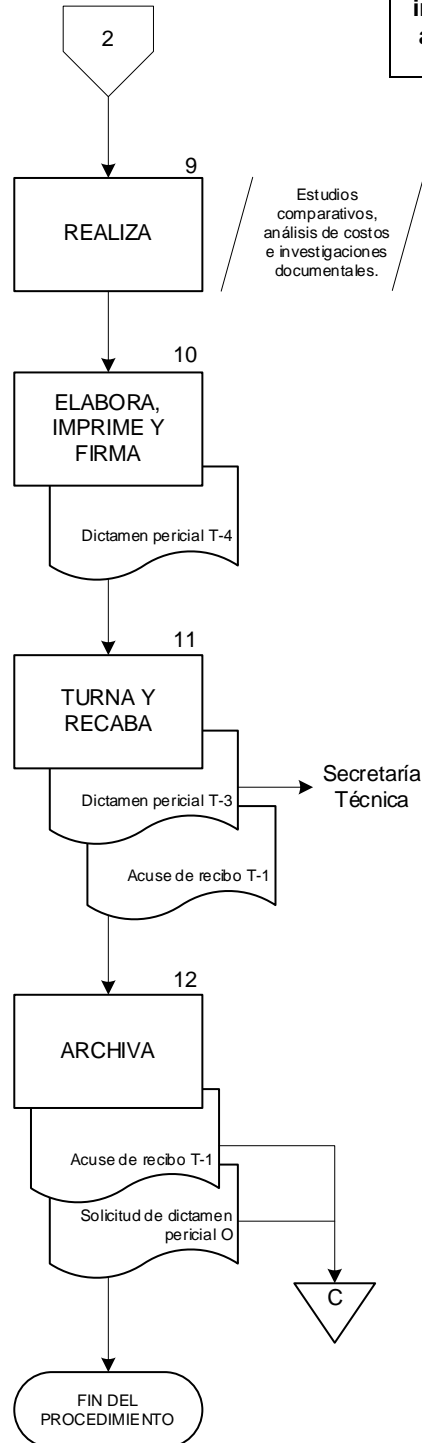 2
9
REALIZA
Estudios
comparativos,
análisis de costos
e investigaciones
documentales.
10
ELABORA,
IMPRIME Y
FIRMA
Dictamen pericial T-4
11
TURNA Y
RECABA
Dictamen pericial T-3
Secretaría
Técnica
Acuse de recibo T-1
12
ARCHIVA
Acuse de recibo T-1
Solicitud de dictamen
pericial O
C
FIN DEL
PROCEDIMIENTO